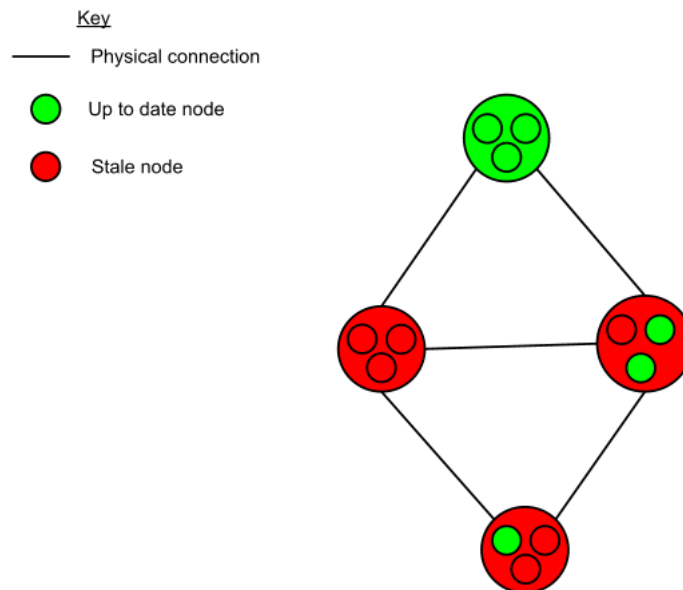 Key
Physical connection
Up to date node
Stale node